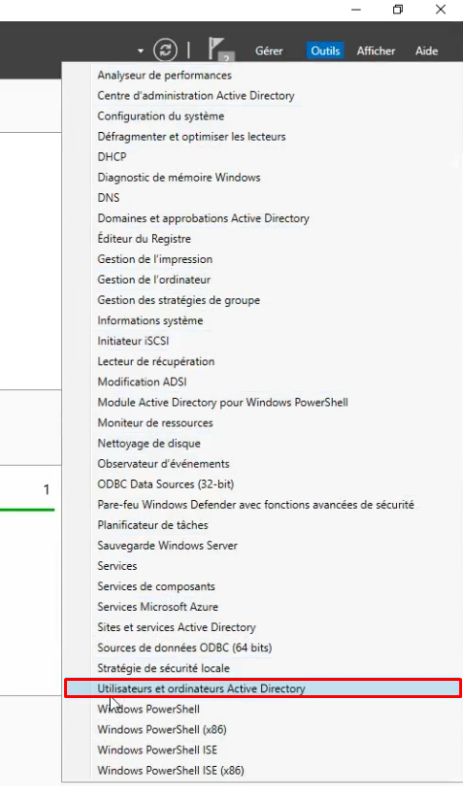 2
Gérer
Outils
Afficher
Aide
Analyseur de performances
Centre d'administration Active Directory
Configuration du système
Défragmenter et optimiser les lecteurs
DHCP
Diagnostic de mémoire Windows
DNS
Domaines et approbations Active Directory
Éditeur du Registre
Gestion de l'impression
Gestion de l'ordinateur
Gestion des stratégies de groupe
Informations système
Initiateur iSCSI
Lecteur de récupération
Modification ADSI
Module Active Directory pour Windows PowerShell
Moniteur de ressources
Nettoyage de disque
Observateur d'événements
ODBC Data Sources (32-bit)
1
Pare-feu Windows Defender avec fonctions avancées de sécurité
Planificateur de tâches
Sauvegarde Windows Server
Services
Services de composants
Services Microsoft Azure
Sites et services Active Directory
Sources de données ODBC (64 bits)
Stratégie de sécurité locale
Utilisateurs et ordinateurs Active Directory
Windows PowerShell
Windows PowerShell (x86)
Windows PowerShell ISE
Windows PowerShell ISE (x86)